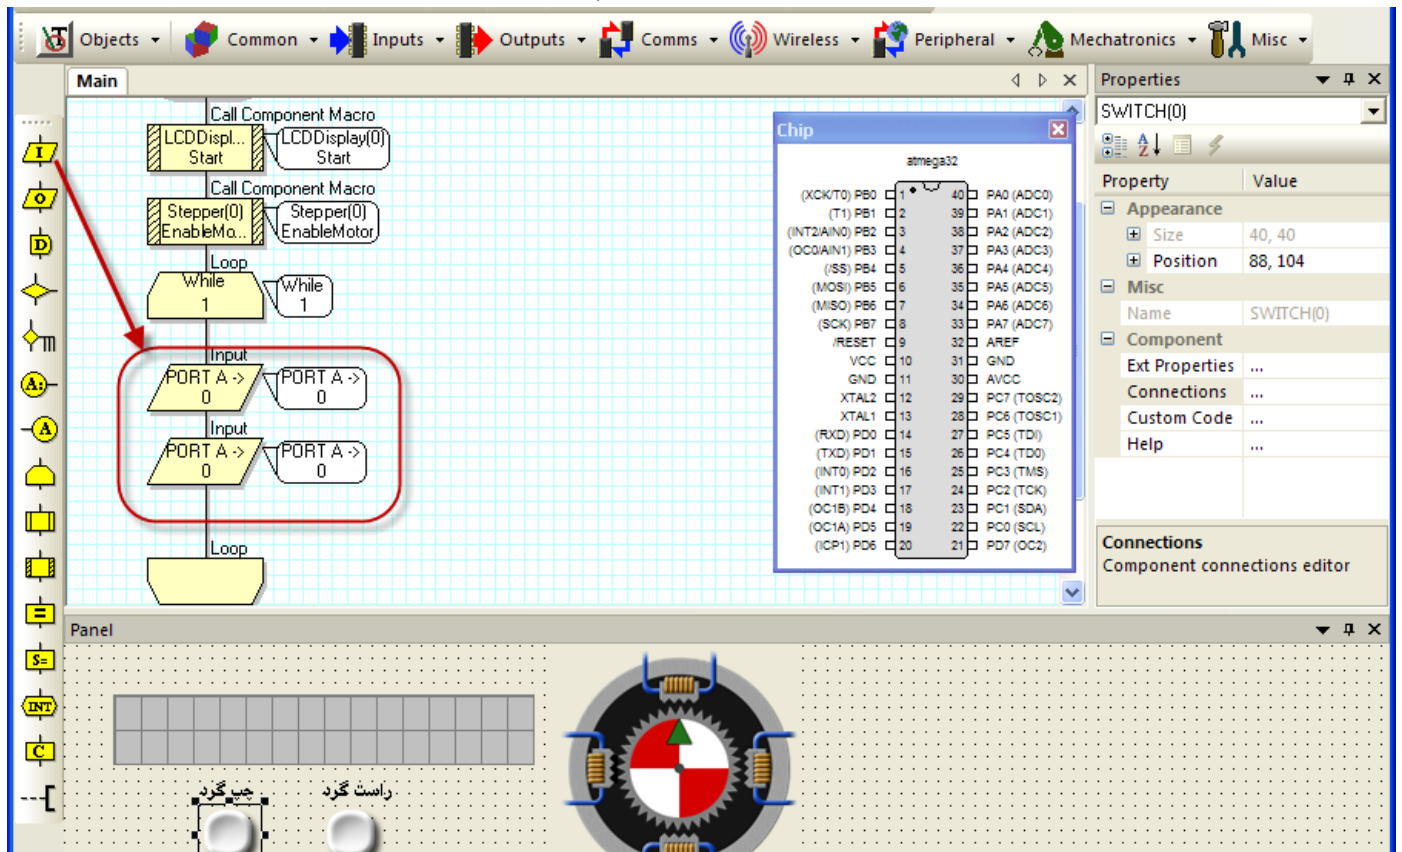 Objects Common Inputs Outputs Comms Wireless Peripheral Mechatronics Misc
Main
Call Component Macro
LCDDispl... Start
LCDDisplay(0) Start
Call Component Macro
Stepper(0) EnableMo...
Stepper(0) EnableMotor
Loop
While 1
While 1
Input
PORT A -> 0
PORT A -> 0
Input
PORT A -> 0
PORT A -> 0
Loop
I
O
D
A:
A
S=
INT
C
Chip
atmega32
(XCK/T0) PB0 1 40 PA0 (ADC0)
(T1) PB1 2 39 PA1 (ADC1)
(INT2/AIN0) PB2 3 38 PA2 (ADC2)
(OC0/AIN1) PB3 4 37 PA3 (ADC3)
(/SS) PB4 5 36 PA4 (ADC4)
(MOSI) PB5 6 35 PA5 (ADC5)
(MISO) PB6 7 34 PA6 (ADC6)
(SCK) PB7 8 33 PA7 (ADC7)
/RESET 9 32 AREF
VCC 10 31 GND
GND 11 30 AVCC
XTAL2 12 29 PC7 (TOSC2)
XTAL1 13 28 PC6 (TOSC1)
(RXD) PD0 14 27 PC5 (TDI)
(TXD) PD1 15 26 PC4 (TD0)
(INT0) PD2 16 25 PC3 (TMS)
(INT1) PD3 17 24 PC2 (TCK)
(OC1B) PD4 18 23 PC1 (SDA)
(OC1A) PD5 19 22 PC0 (SCL)
(ICP1) PD6 20 21 PD7 (OC2)
Properties
SWITCH(0)
Property Value
Appearance
Size 40, 40
Position 88, 104
Misc
Name SWITCH(0)
Component
Ext Properties ...
Connections ...
Custom Code ...
Help ...
Connections
Component connections editor
Panel
چپ گرد
راست گرد